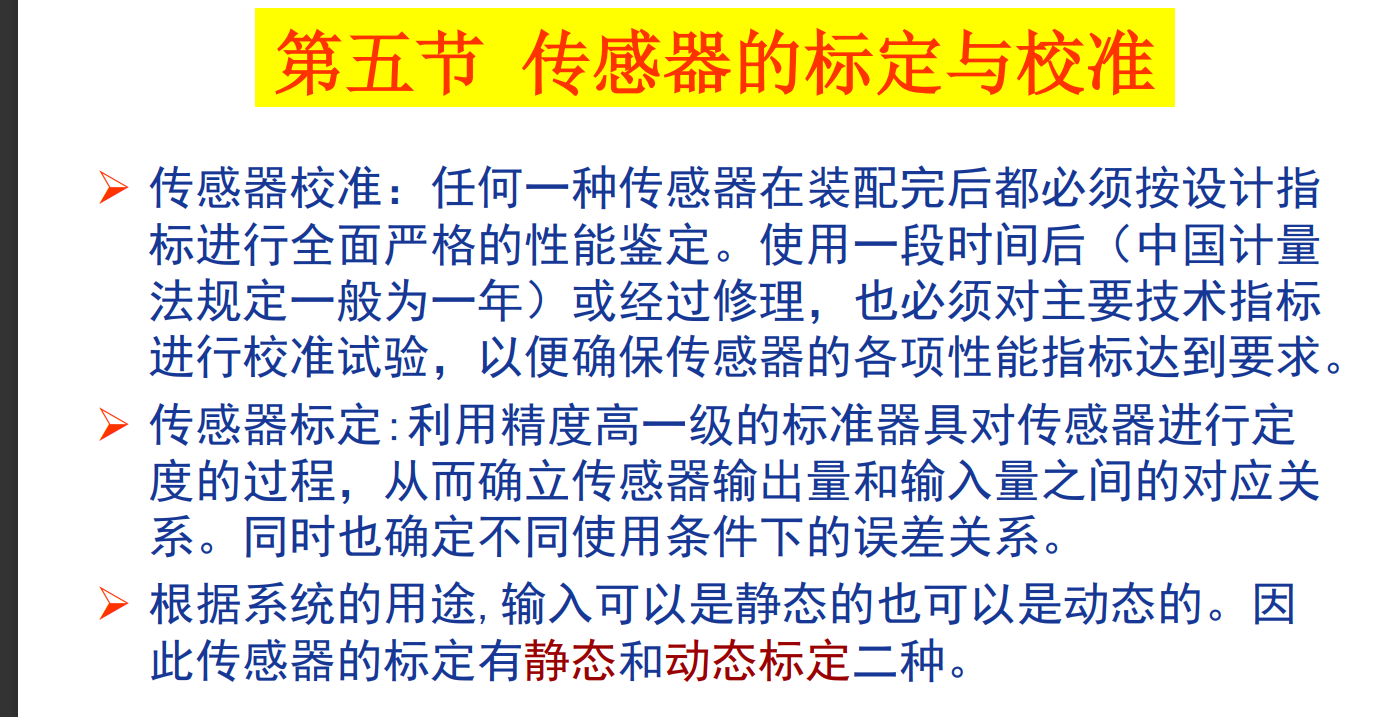 第五节 传感器的标定与校准
传感器校准：任何一种传感器在装配完后都必须按设计指
标进行全面严格的性能鉴定。使用一段时间后（中国计量
法规定一般为一年）或经过修理，也必须对主要技术指标
进行校准试验，以便确保传感器的各项性能指标达到要求。
传感器标定:利用精度高一级的标准器具对传感器进行定
度的过程，从而确立传感器输出量和输入量之间的对应关
系。同时也确定不同使用条件下的误差关系。
根据系统的用途,输入可以是静态的也可以是动态的。因
此传感器的标定有静态和动态标定二种。